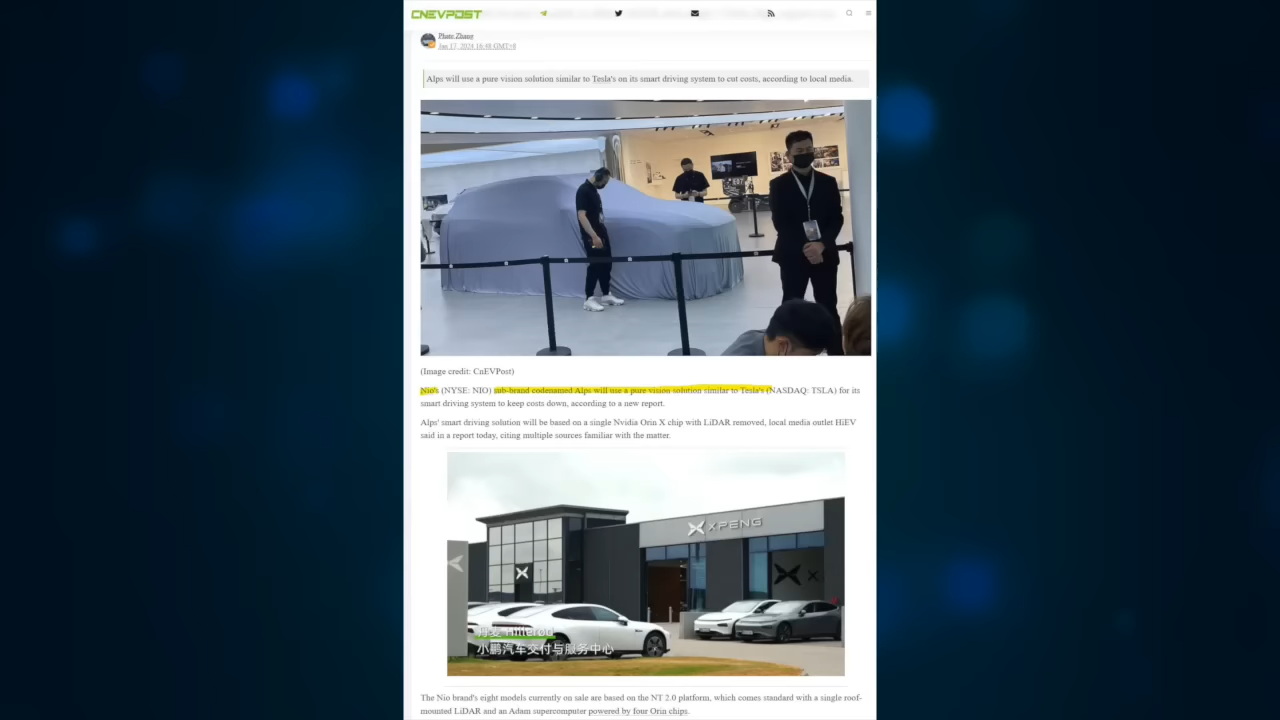 CNEVPOST
Phate Zhang
Jan 17, 2024 16:48 GMT+8
Alps will use a pure vision solution similar to Tesla's on its smart driving system to cut costs, according to local media.
(Image credit: CnEVPost)
Nio's (NYSE: NIO) sub-brand codenamed Alps will use a pure vision solution similar to Tesla's (NASDAQ: TSLA) for its
smart driving system to keep costs down, according to a new report.
Alps' smart driving solution will be based on a single Nvidia Orin X chip with LiDAR removed, local media outlet HiEV
said in a report today, citing multiple sources familiar with the matter.
XPENG
丹麦 Hillerød
小鹏汽车交付与服务中心
The Nio brand's eight models currently on sale are based on the NT 2.0 platform, which comes standard with a single roof-
mounted LiDAR and an Adam supercomputer powered by four Orin chips.